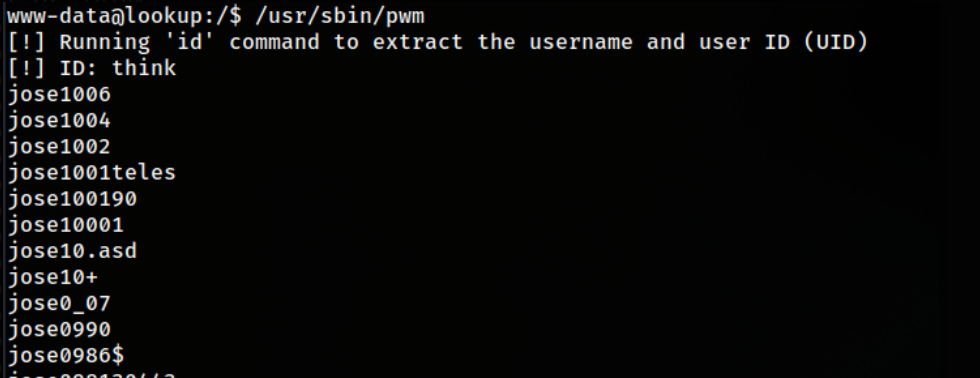 www-data@lookup:/$ /usr/sbin/pwm
[!] Running 'id' command to extract the username and user ID (UID)
[!] ID: think
jose1006
jose1004
jose1002
jose1001teles
jose100190
jose10001
jose10.asd
jose10+
jose0_07
jose0990
jose0986$